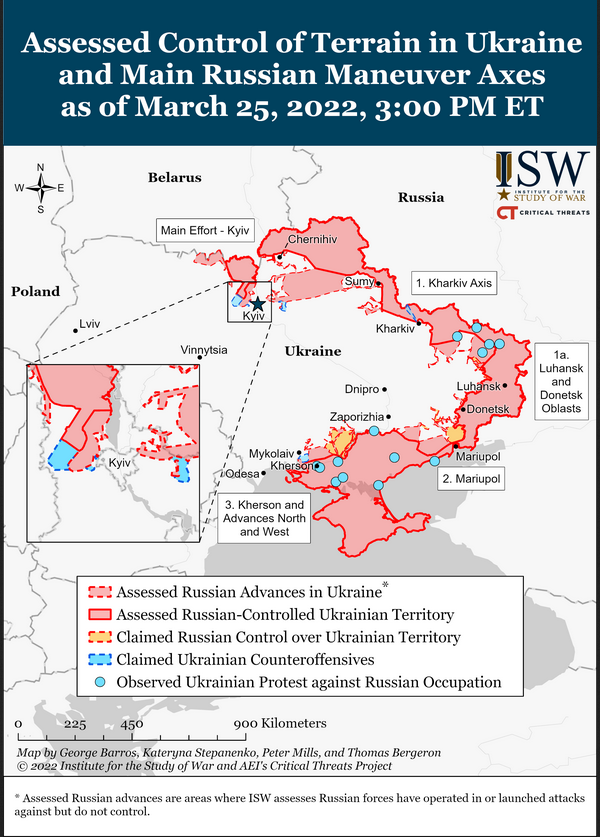 Assessed Control of Terrain in Ukraine
and Main Russian Maneuver Axes
as of March 25, 2022, 3:00 PM ET
N
W E
S
Belarus
Russia
ISW
INSTITUTE FOR THE
STUDY OF WAR
CT CRITICAL THREATS
Main Effort - Kyiv
Chernihiv
Poland
Sumy
1. Kharkiv Axis
Kyiv
Lviv
Kharkiv
Vinnytsia
Ukraine
1a.
Luhansk
and
Donetsk
Oblasts
Dnipro
Luhansk
Zaporizhia
Donetsk
Kyiv
Mykolaiv
Mariupol
Odesa
Kherson
2. Mariupol
3. Kherson and
Advances North
and West
Assessed Russian Advances in Ukraine*
Assessed Russian-Controlled Ukrainian Territory
Claimed Russian Control over Ukrainian Territory
Claimed Ukrainian Counteroffensives
Observed Ukrainian Protest against Russian Occupation
0 225 450 900 Kilometers
Map by George Barros, Kateryna Stepanenko, Peter Mills, and Thomas Bergeron
© 2022 Institute for the Study of War and AEI's Critical Threats Project
* Assessed Russian advances are areas where ISW assesses Russian forces have operated in or launched attacks
against but do not control.